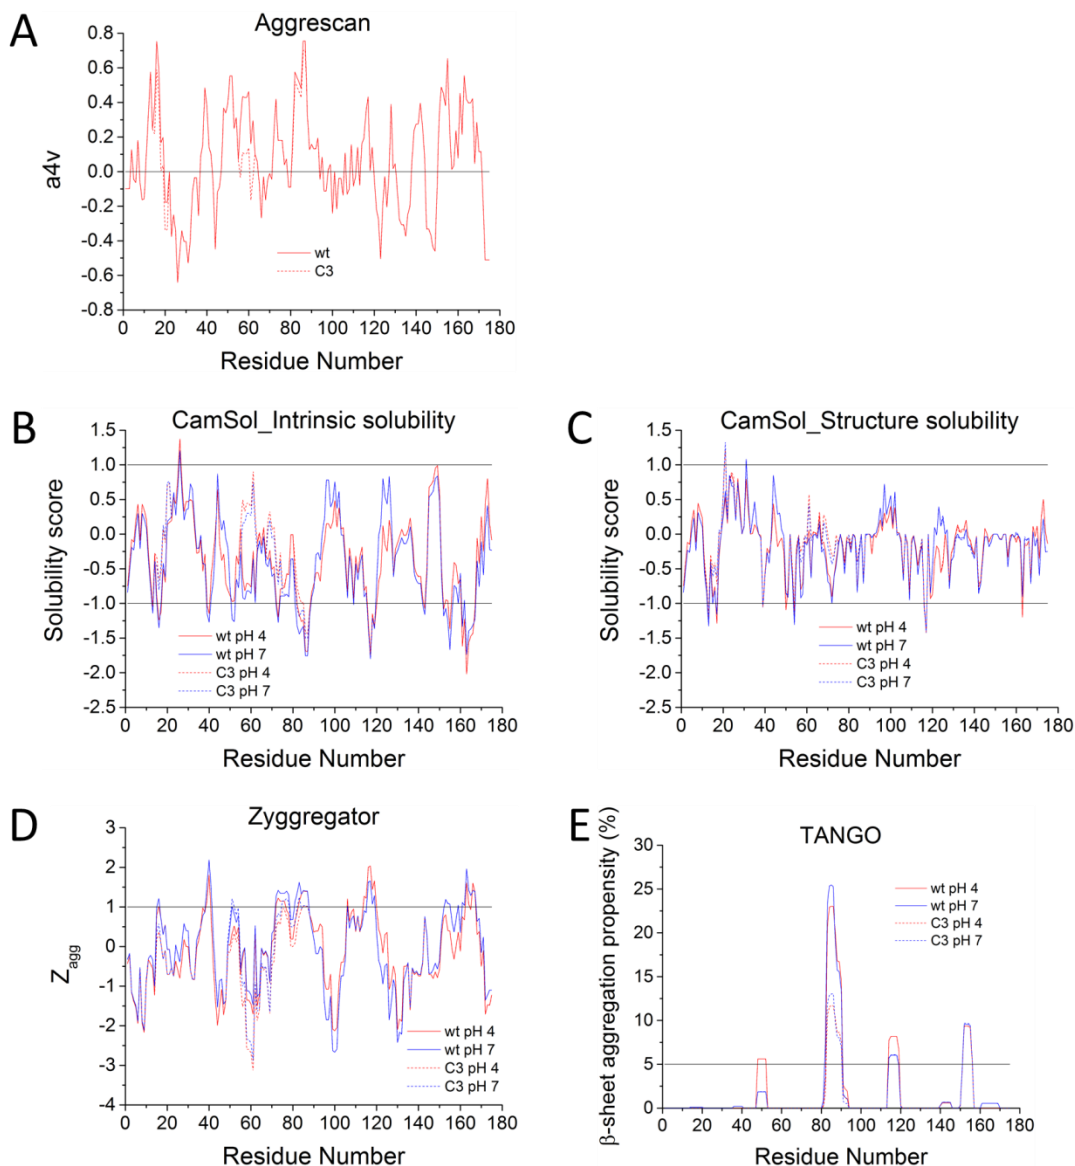 A
Aggrescan
a4v
0.8
0.6
0.4
0.2
0.0
-0.2
-0.4
-0.6
-0.8
wt
C3
0 20 40 60 80 100 120 140 160 180
Residue Number
B
CamSol_Intrinsic solubility
Solubility score
1.5
1.0
0.5
0.0
-0.5
-1.0
-1.5
-2.0
-2.5
wt pH 4
wt pH 7
C3 pH 4
C3 pH 7
0 20 40 60 80 100 120 140 160 180
Residue Number
C
CamSol_Structure solubility
Solubility score
1.5
1.0
0.5
0.0
-0.5
-1.0
-1.5
-2.0
-2.5
wt pH 4
wt pH 7
C3 pH 4
C3 pH 7
0 20 40 60 80 100 120 140 160 180
Residue Number
D
Zyggregator
Zagg
3
2
1
0
-1
-2
-3
-4
wt pH 4
wt pH 7
C3 pH 4
C3 pH 7
0 20 40 60 80 100 120 140 160 180
Residue Number
E
TANGO
β-sheet aggregation propensity (%)
30
25
20
15
10
5
0
wt pH 4
wt pH 7
C3 pH 4
C3 pH 7
0 20 40 60 80 100 120 140 160 180
Residue Number